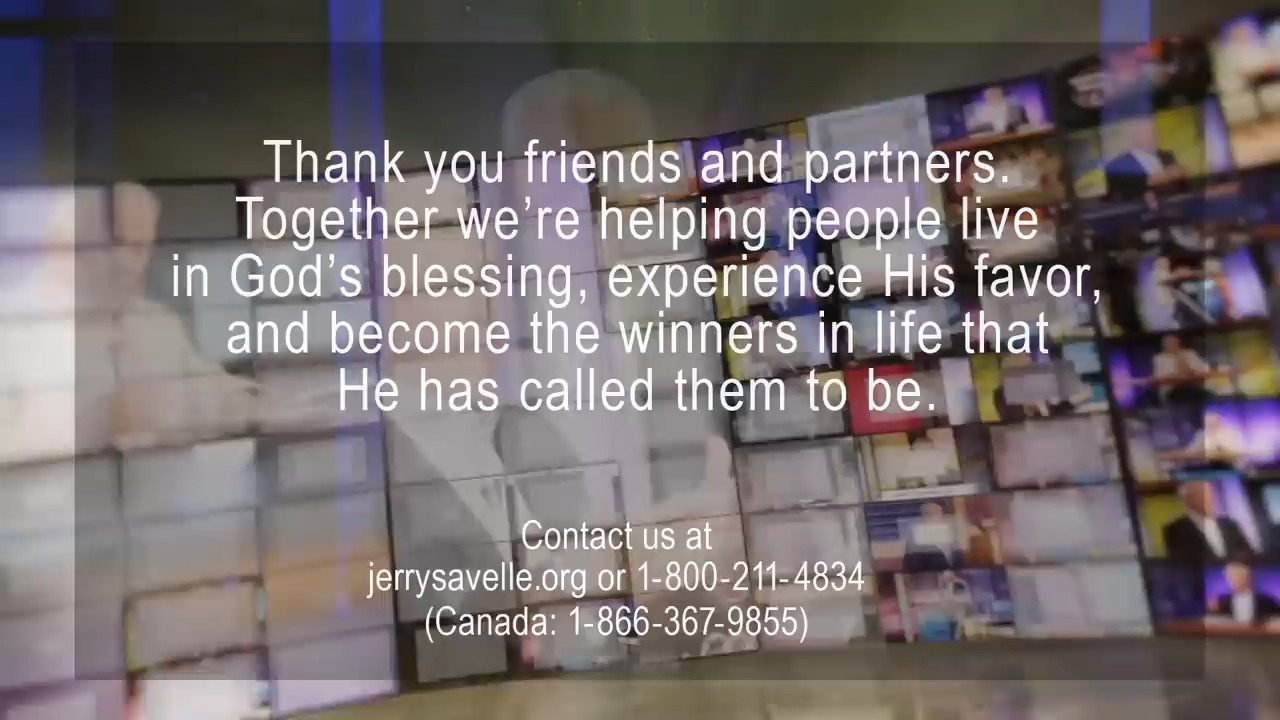 Thank you friends and partners.
Together we’re helping people live
in God’s blessing, experience His favor,
and become the winners in life that
He has called them to be.
Contact us at
jerrysavelle.org or 1-800-211-4834
(Canada: 1-866-367-9855)